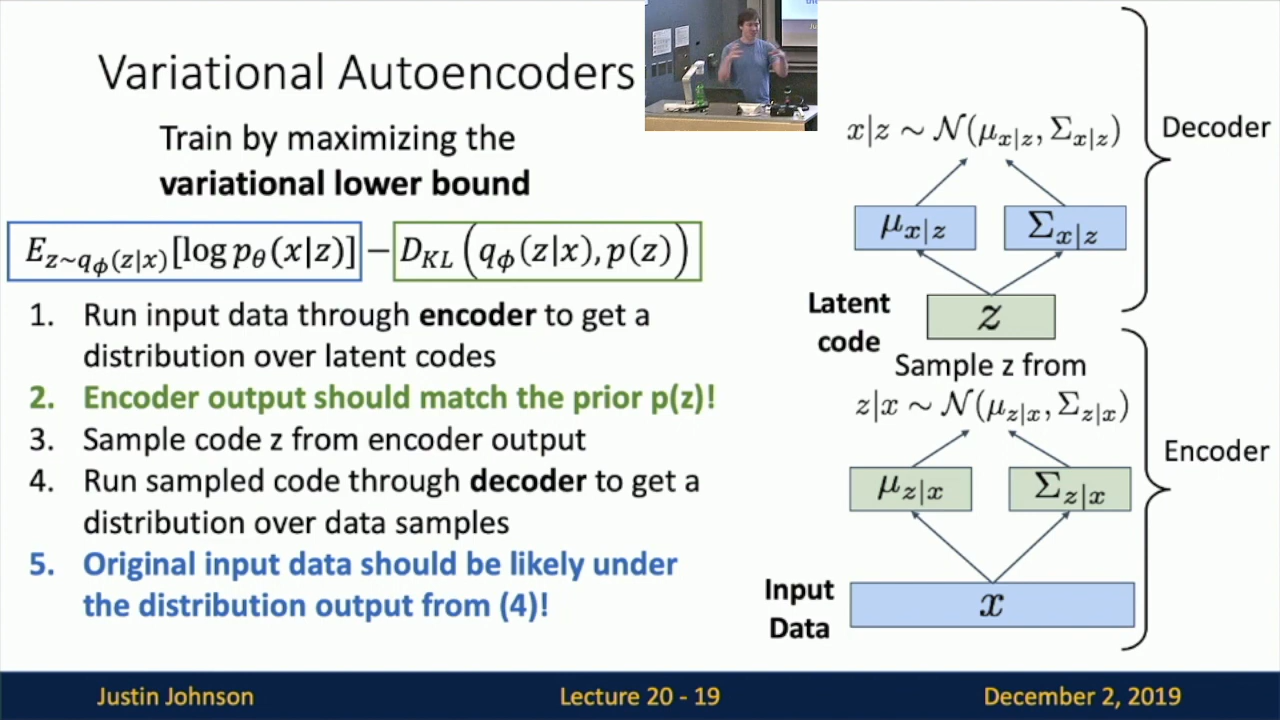 Variational Autoencoders
Train by maximizing the
variational lower bound
E_{z~q_ϕ(z|x)}[log p_θ(x|z)] − D_{KL}(q_ϕ(z|x), p(z))
1. Run input data through encoder to get a
distribution over latent codes
2. Encoder output should match the prior p(z)!
3. Sample code z from encoder output
4. Run sampled code through decoder to get a
distribution over data samples
5. Original input data should be likely under
the distribution output from (4)!
x|z ∼ 𝒩(μ_{x|z}, Σ_{x|z})
Decoder
μ_{x|z}
Σ_{x|z}
Latent
code
z
Sample z from
z|x ∼ 𝒩(μ_{z|x}, Σ_{z|x})
Encoder
μ_{z|x}
Σ_{z|x}
Input
Data
x
Justin Johnson
Lecture 20 - 19
December 2, 2019